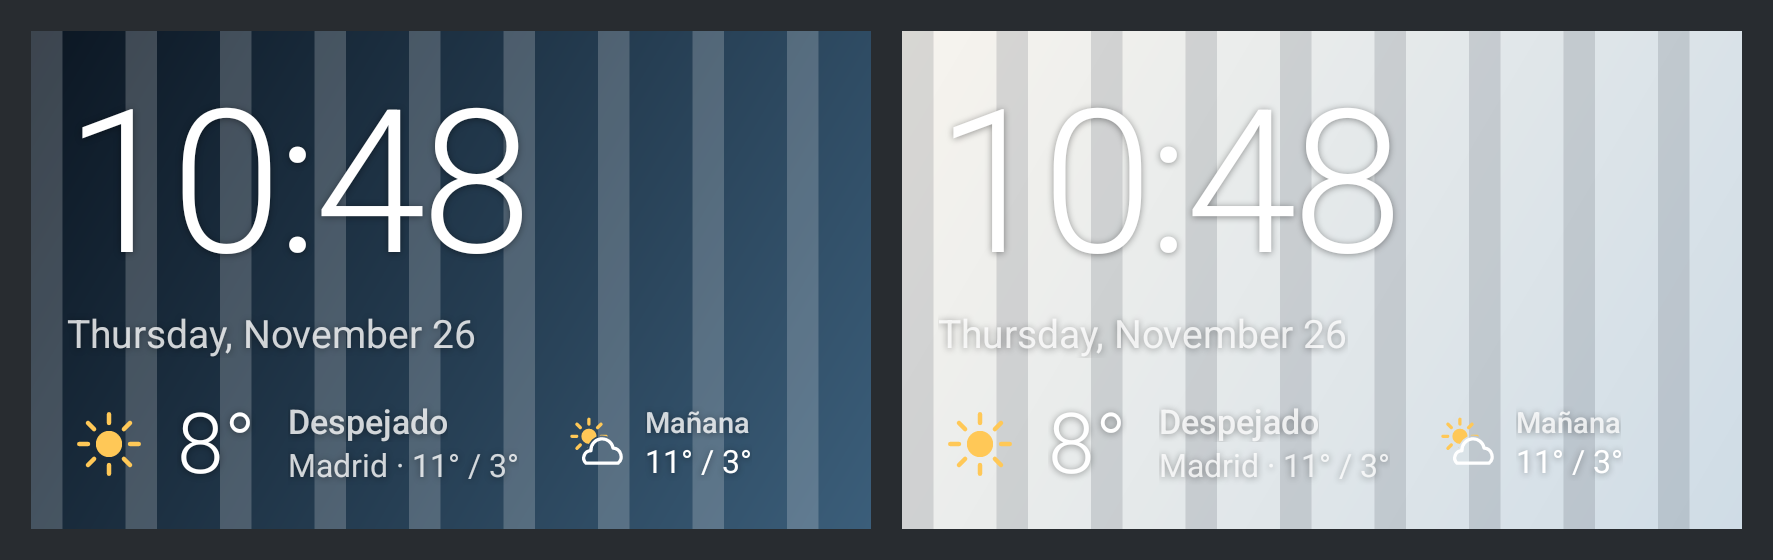 10:48
Thursday, November 26
8°
Despejado
Madrid · 11° / 3°
Mañana
11° / 3°
10:48
Thursday, November 26
8°
Despejado
Madrid · 11° / 3°
Mañana
11° / 3°